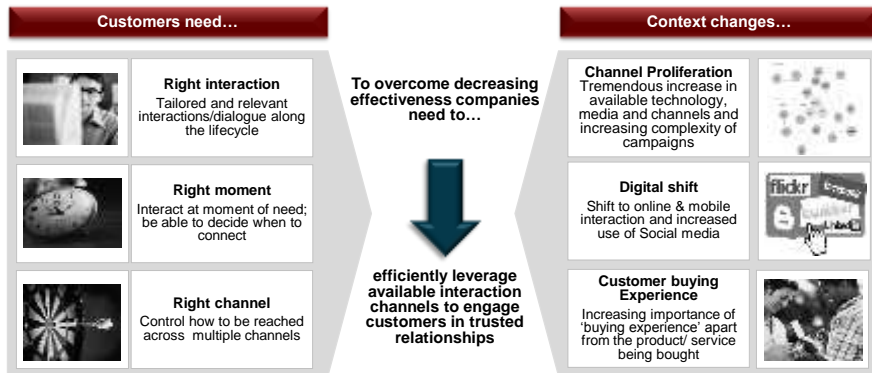 Customers need…
Right interaction
Tailored and relevant
interactions/dialogue along
the lifecycle
Right moment
Interact at moment of need;
be able to decide when to
connect
Right channel
Control how to be reached
across multiple channels
To overcome decreasing
effectiveness companies
need to…
efficiently leverage
available interaction
channels to engage
customers in trusted
relationships
Context changes…
Channel Proliferation
Tremendous increase in
available technology,
media and channels and
increasing complexity of
campaigns
Digital shift
Shift to online & mobile
interaction and increased
use of Social media
flickr
Linked
Customer buying
Experience
Increasing importance of
‘buying experience’ apart
from the product/ service
being bought